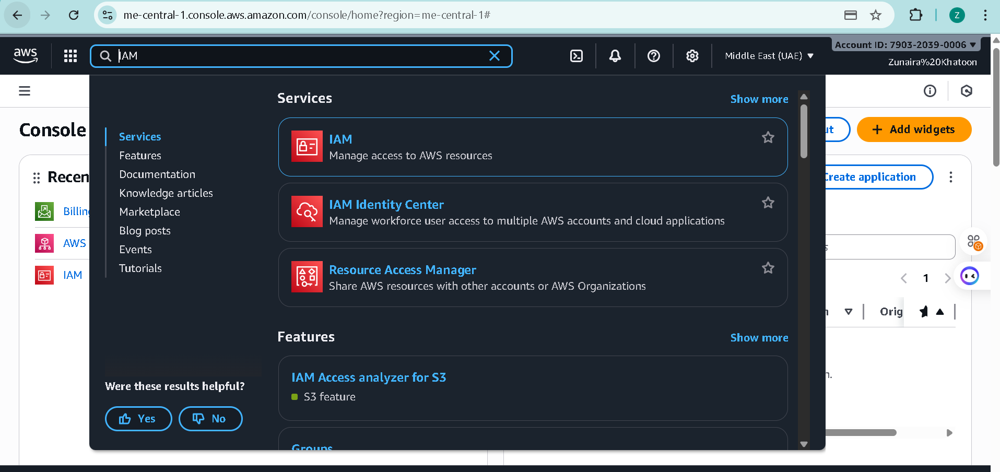 me-central-1.console.aws.amazon.com/console/home?region=me-central-1#
Z
aws
IAM
Middle East (UAE)
Account ID: 7903-2039-0006
Zunaira%20Khatoon
Console
Add widgets
Recen
Create application
Billing
AWS
IAM
Services
Features
Documentation
Knowledge articles
Marketplace
Blog posts
Events
Tutorials
Were these results helpful?
Yes
No
Services
Show more
IAM
Manage access to AWS resources
IAM Identity Center
Manage workforce user access to multiple AWS accounts and cloud applications
Resource Access Manager
Share AWS resources with other accounts or AWS Organizations
Features
Show more
IAM Access analyzer for S3
S3 feature
Groups
1
Orig